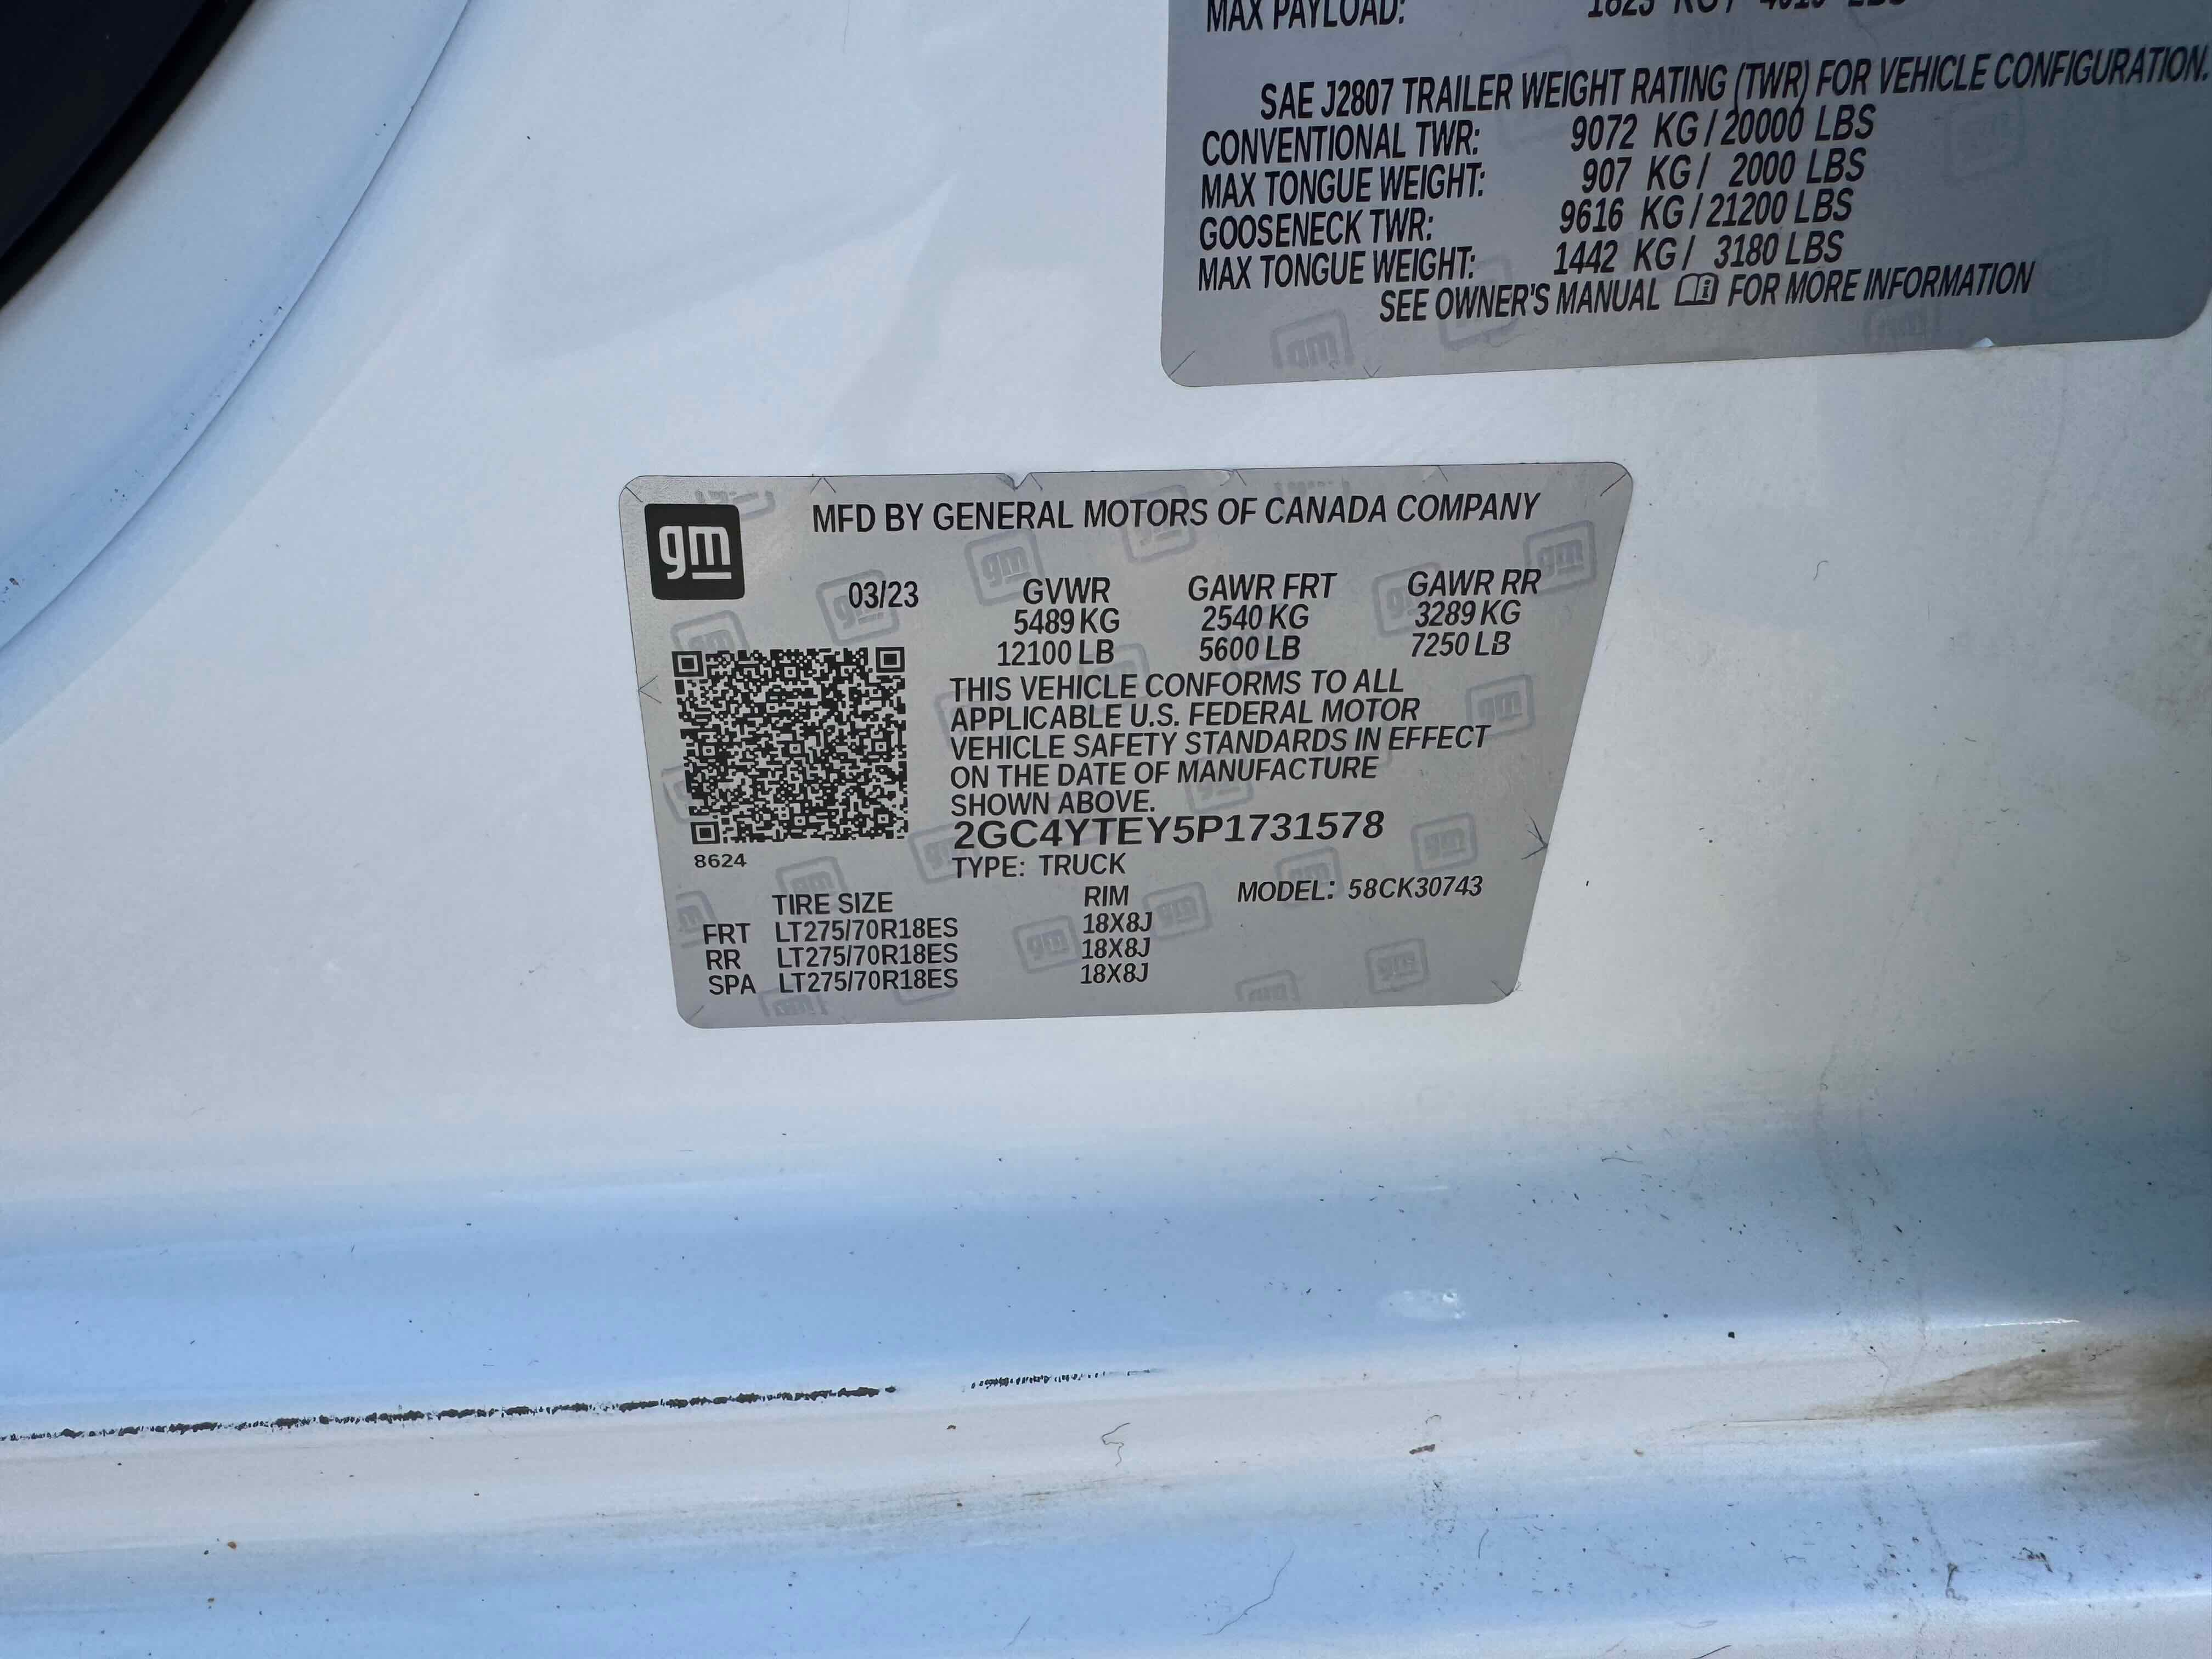 MAX PAYLOAD: 1823 KG /
SAE J2807 TRAILER WEIGHT RATING (TWR) FOR VEHICLE CONFIGURATION.
CONVENTIONAL TWR: 9072 KG / 20000 LBS
MAX TONGUE WEIGHT: 907 KG / 2000 LBS
GOOSENECK TWR: 9616 KG / 21200 LBS
MAX TONGUE WEIGHT: 1442 KG / 3180 LBS
SEE OWNER'S MANUAL FOR MORE INFORMATION
gm
MFD BY GENERAL MOTORS OF CANADA COMPANY
03/23 GVWR GAWR FRT GAWR RR
5489 KG 2540 KG 3289 KG
12100 LB 5600 LB 7250 LB
THIS VEHICLE CONFORMS TO ALL
APPLICABLE U.S. FEDERAL MOTOR
VEHICLE SAFETY STANDARDS IN EFFECT
ON THE DATE OF MANUFACTURE
SHOWN ABOVE.
2GC4YTEY5P1731578
8624
TYPE: TRUCK
TIRE SIZE RIM MODEL: 58CK30743
FRT LT275/70R18ES 18X8J
RR LT275/70R18ES 18X8J
SPA LT275/70R18ES 18X8J